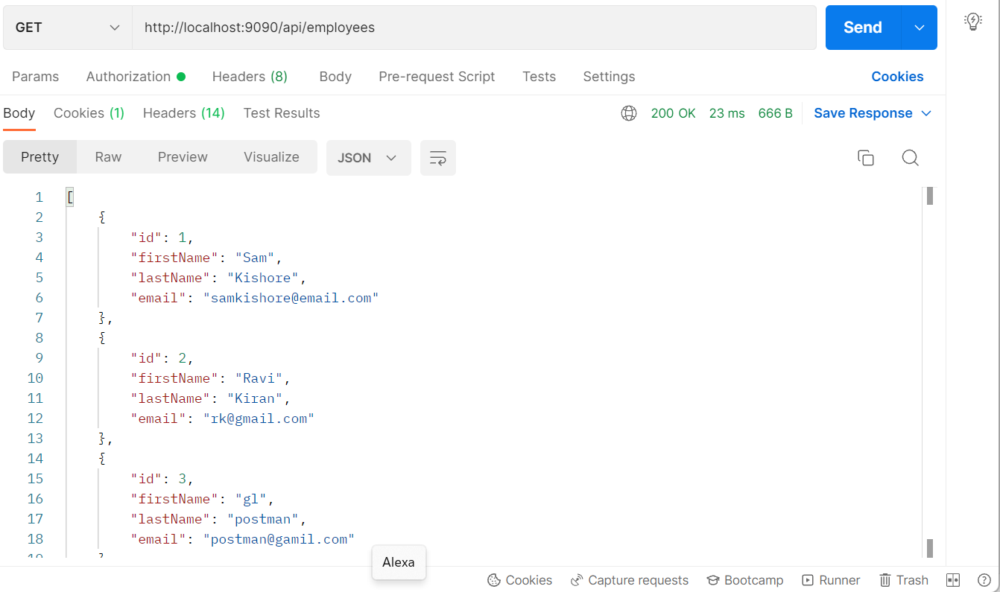 GET http://localhost:9090/api/employees Send
Params Authorization Headers (8) Body Pre-request Script Tests Settings Cookies
Body Cookies (1) Headers (14) Test Results 200 OK 23 ms 666 B Save Response
Pretty Raw Preview Visualize JSON
1 [
2 {
3 "id": 1,
4 "firstName": "Sam",
5 "lastName": "Kishore",
6 "email": "samkishore@email.com"
7 },
8 {
9 "id": 2,
10 "firstName": "Ravi",
11 "lastName": "Kiran",
12 "email": "rk@gmail.com"
13 },
14 {
15 "id": 3,
16 "firstName": "gl",
17 "lastName": "postman",
18 "email": "postman@gamil.com"
19 }
Alexa
Cookies Capture requests Bootcamp Runner Trash